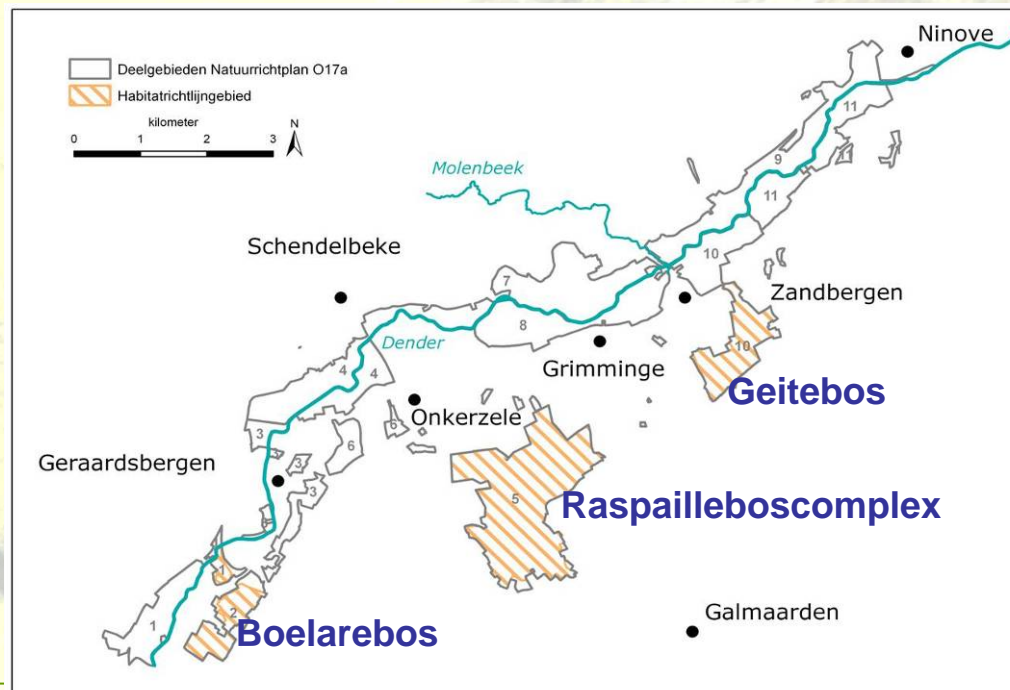 Ninove
Deelgebieden Natuurrichtplan O17a
Habitatrichtlijngebied
kilometer
0 1 2 3
N
11
9
11
11
Molenbeek
10
Schendelbeke
7
Zandbergen
8
Dender
10
Grimminge
4
4
Geitebos
Onkerzele
6
3
6
3
Geraardsbergen
3
5
Raspailleboscomplex
1
2
Boelarebos
Galmaarden